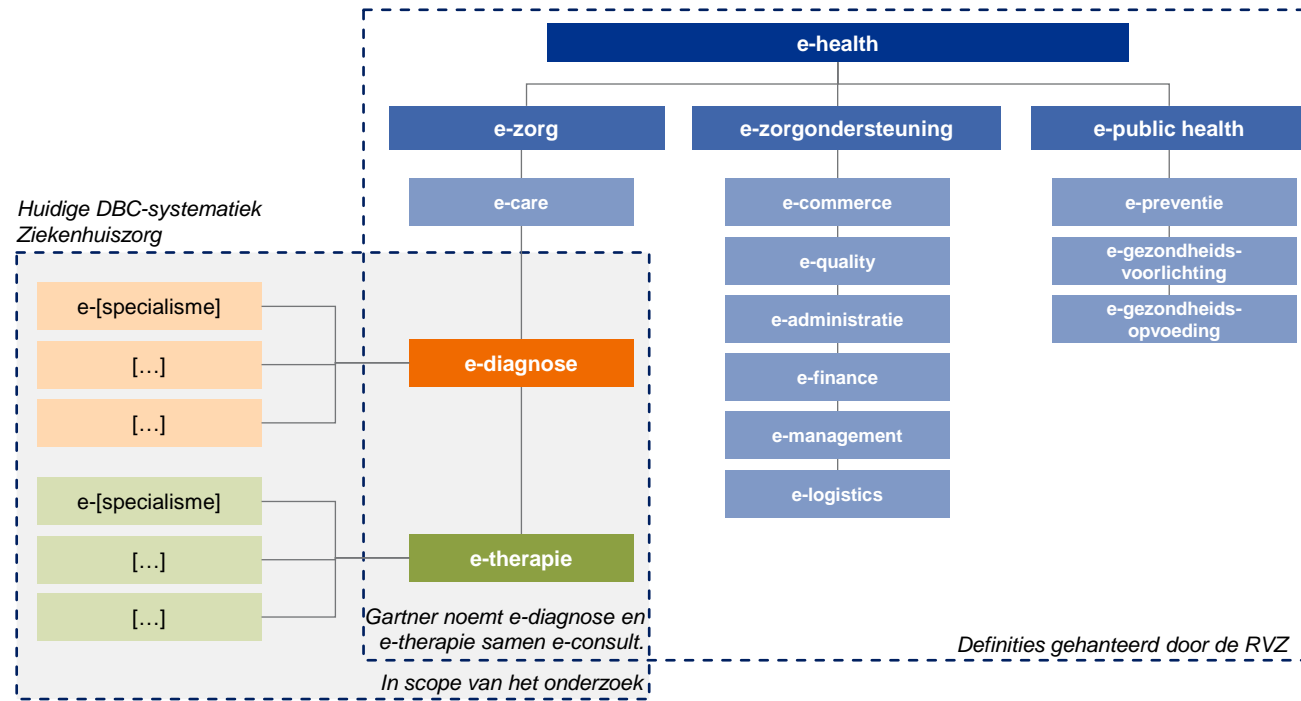 e-health
e-zorg
e-zorgondersteuning
e-public health
e-care
e-commerce
e-preventie
e-quality
e-gezondheids-
voorlichting
e-administratie
e-gezondheids-
opvoeding
e-finance
e-management
e-logistics
Huidige DBC-systematiek
Ziekenhuiszorg
e-[specialisme]
[…]
[…]
e-diagnose
e-[specialisme]
[…]
[…]
e-therapie
Gartner noemt e-diagnose en
e-therapie samen e-consult.
In scope van het onderzoek
Definities gehanteerd door de RVZ